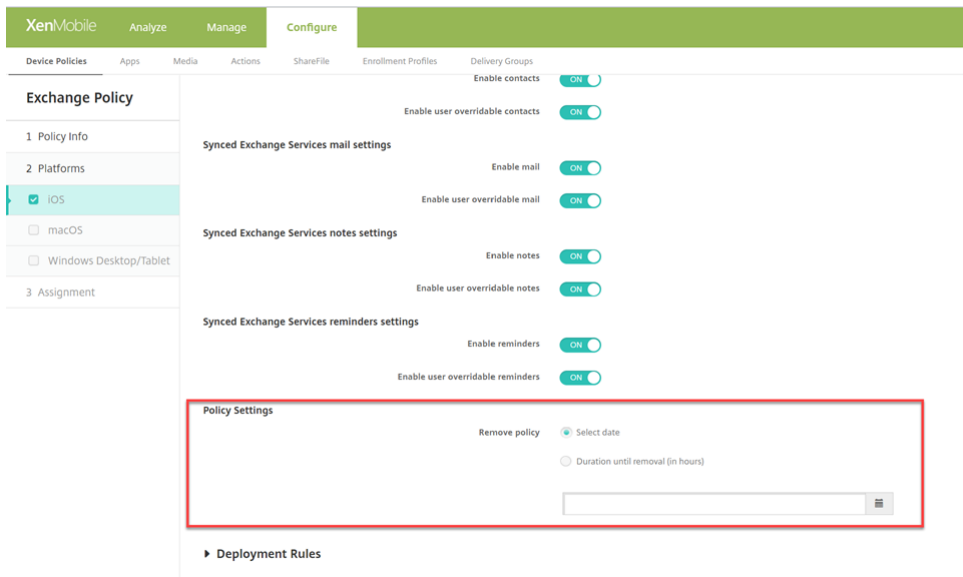 XenMobile Analyze Manage Configure
Device Policies Apps Media Actions ShareFile Enrollment Profiles Delivery Groups
Exchange Policy
1 Policy Info
2 Platforms
iOS
macOS
Windows Desktop/Tablet
3 Assignment
Enable contacts ON
Enable user overridable contacts ON
Synced Exchange Services mail settings
Enable mail ON
Enable user overridable mail ON
Synced Exchange Services notes settings
Enable notes ON
Enable user overridable notes ON
Synced Exchange Services reminders settings
Enable reminders ON
Enable user overridable reminders ON
Policy Settings
Remove policy Select date
Duration until removal (in hours)
Deployment Rules